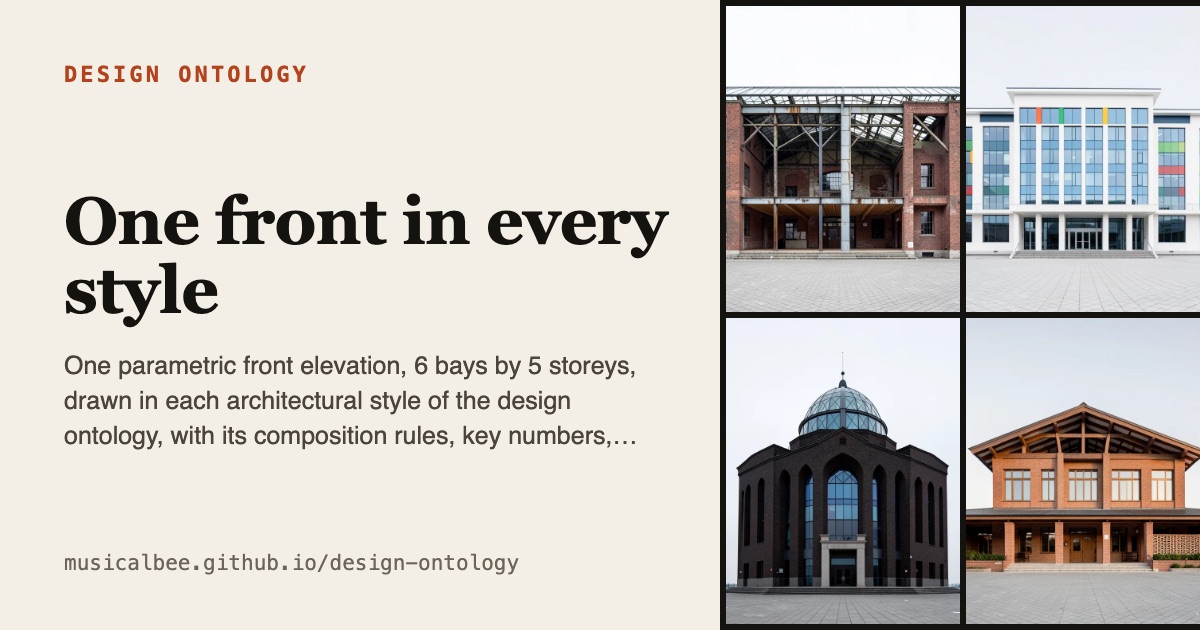 DESIGN ONTOLOGY
One front in every
style
One parametric front elevation, 6 bays by 5 storeys,
drawn in each architectural style of the design
ontology, with its composition rules, key numbers,…
musicalbee.github.io/design-ontology